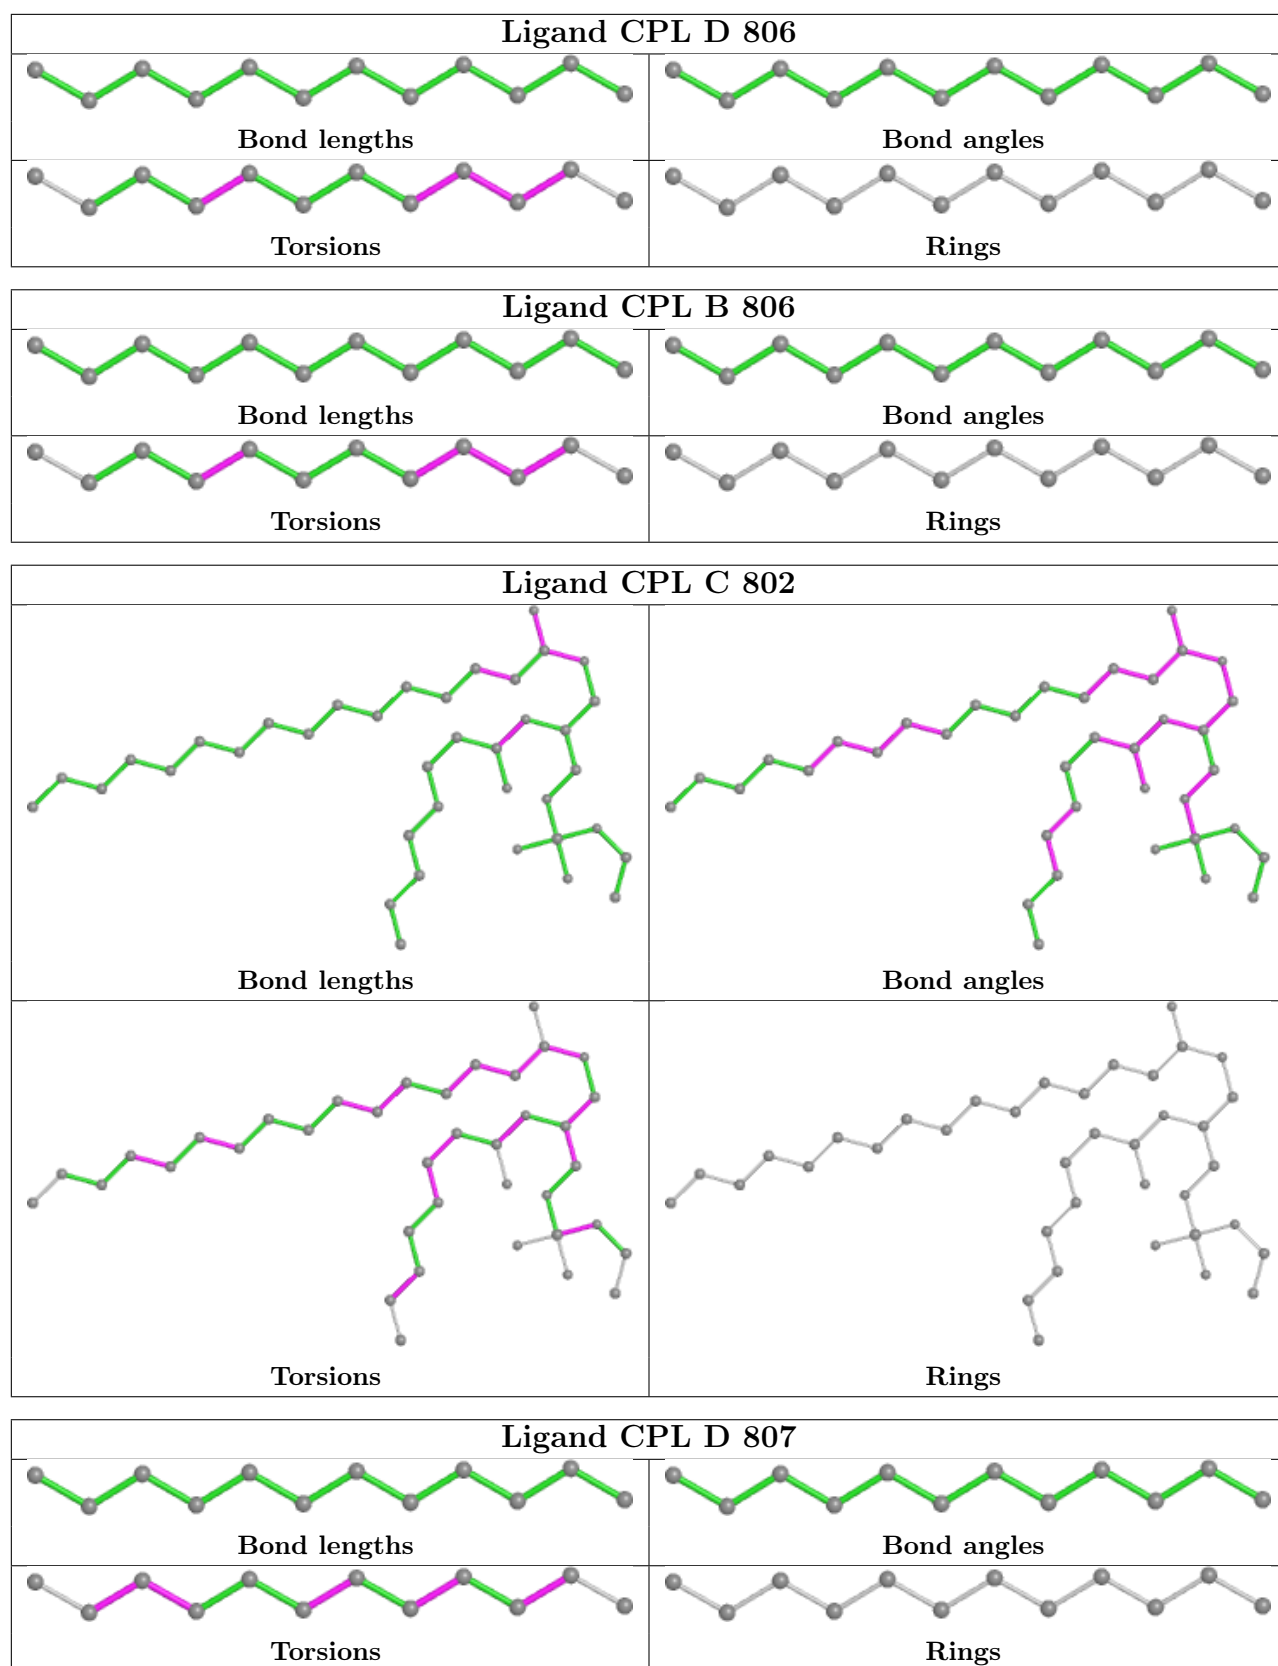 Ligand CPL D 806
Bond lengths
Bond angles
Torsions
Rings
Ligand CPL B 806
Bond lengths
Bond angles
Torsions
Rings
Ligand CPL C 802
Bond lengths
Bond angles
Torsions
Rings
Ligand CPL D 807
Bond lengths
Bond angles
Torsions
Rings